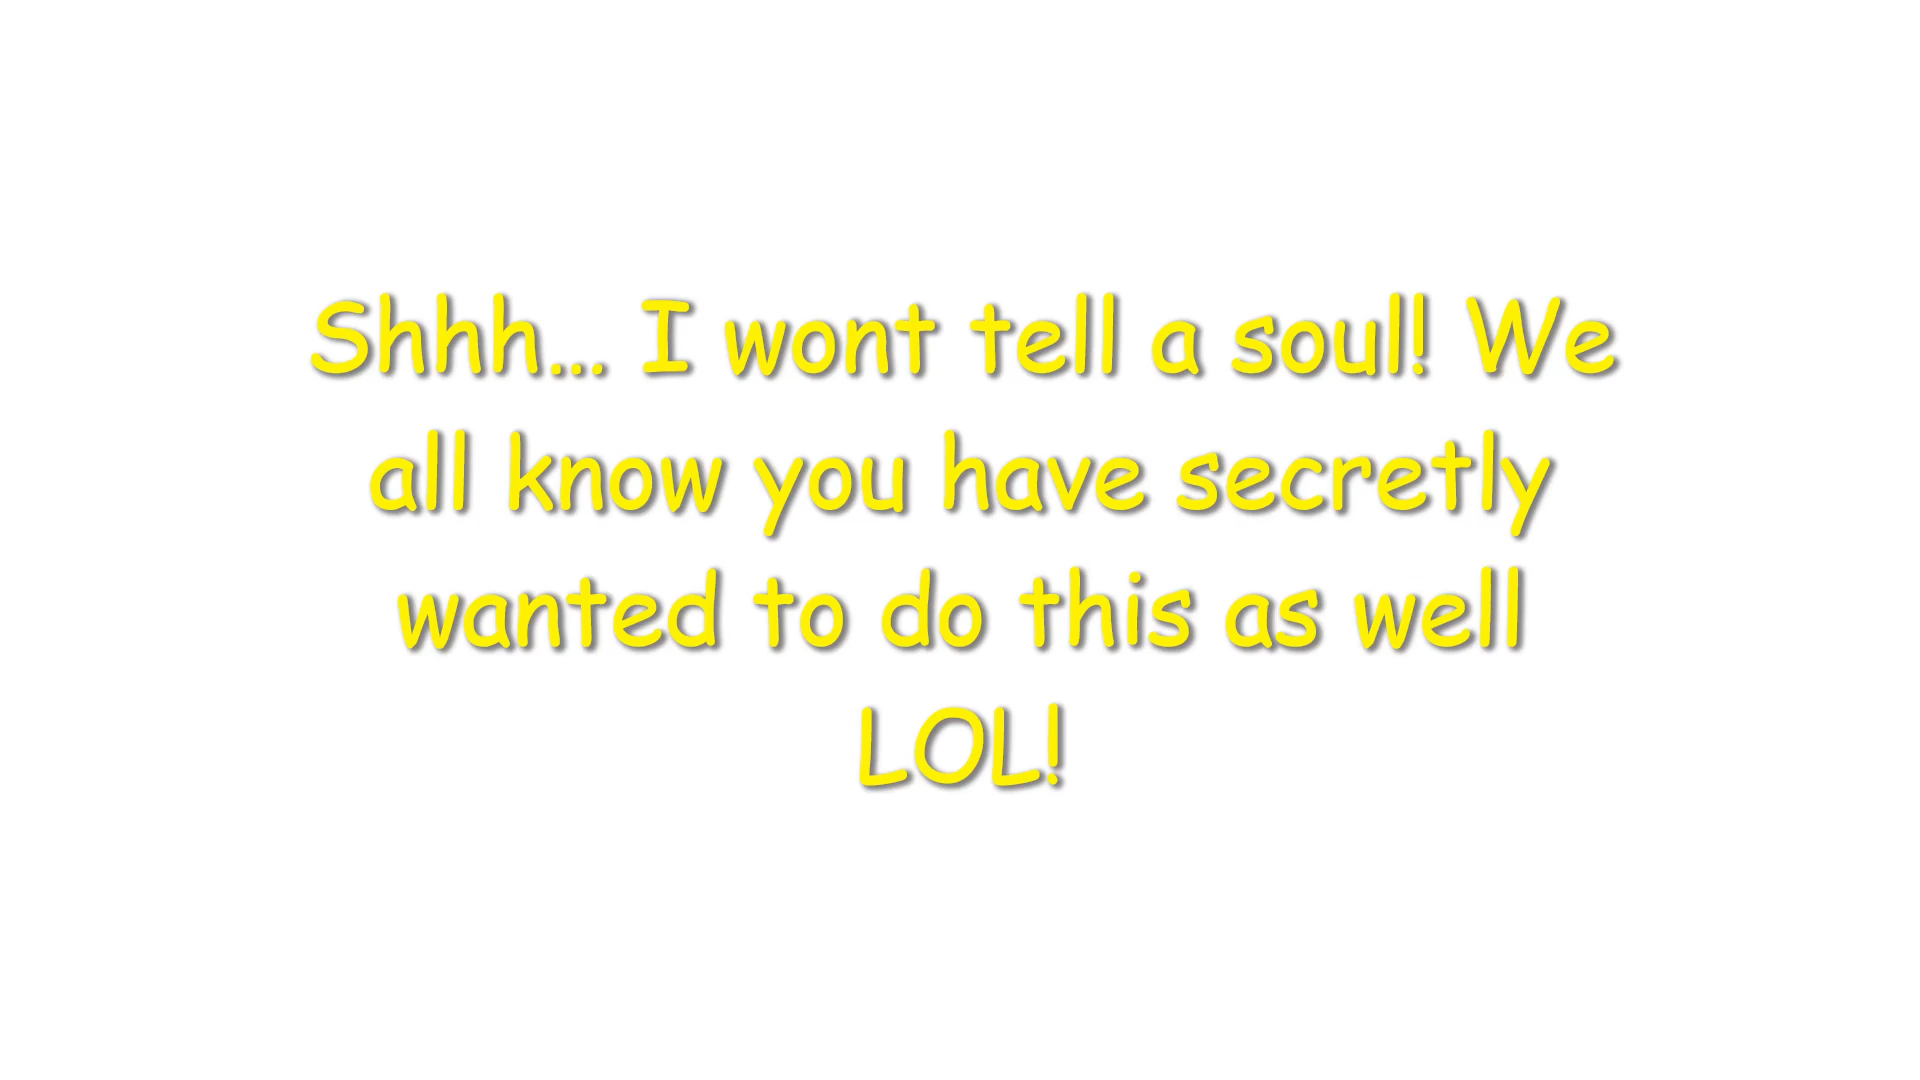 Shhh... I wont tell a soul! We
all know you have secretly
wanted to do this as well
LOL!